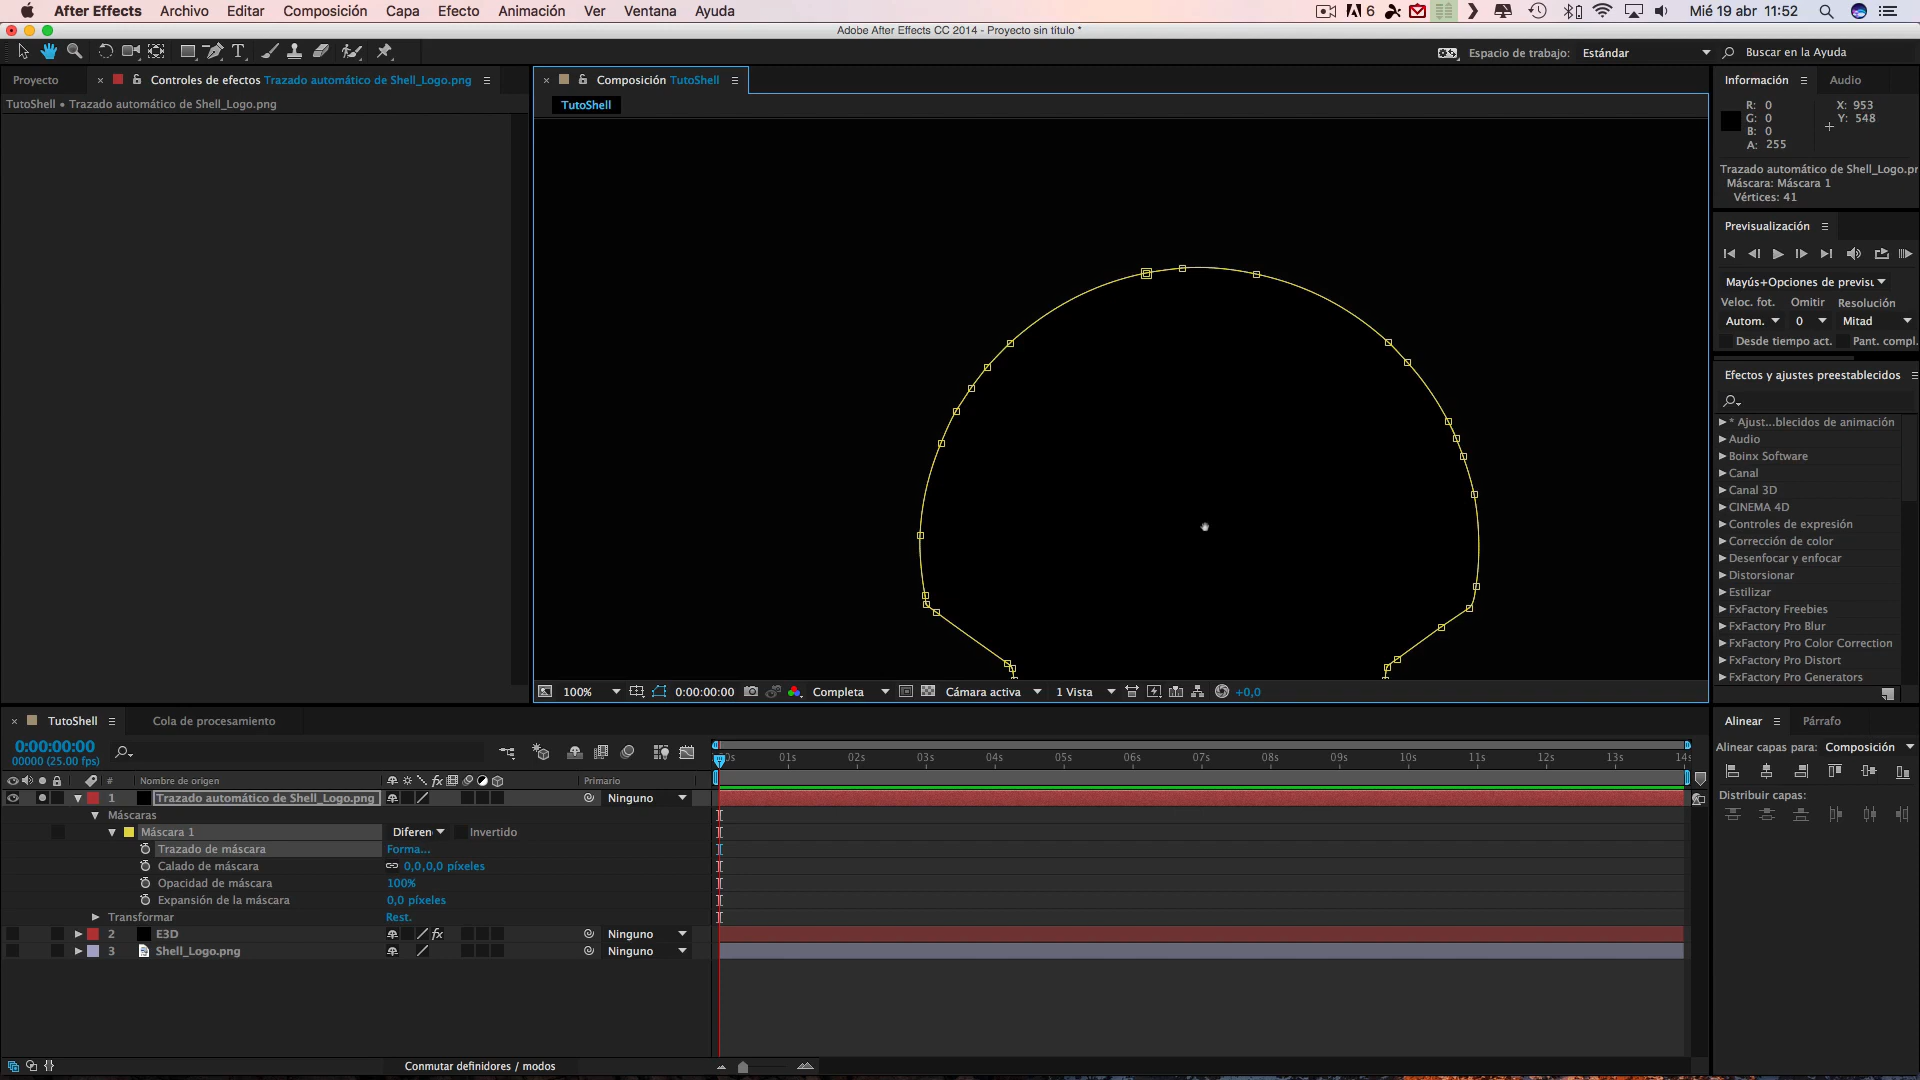 After Effects Archivo Editar Composición Capa Efecto Animación Ver Ventana Ayuda 6 Mié 19 abr 11:52
Adobe After Effects CC 2014 - Proyecto sin título *
Espacio de trabajo: Estándar Buscar en la Ayuda
Proyecto × Controles de efectos Trazado automático de Shell_Logo.png
TutoShell • Trazado automático de Shell_Logo.png
× Composición TutoShell
TutoShell
Información Audio
R: 0 X: 953
G: 0 Y: 548
B: 0
A: 255
Trazado automático de Shell_Logo.pr
Máscara: Máscara 1
Vértices: 41
Previsualización
Mayús+Opciones de previsu
Veloc. fot. Omitir Resolución
Autom. 0 Mitad
Desde tiempo act. Pant. compl.
Efectos y ajustes preestablecidos
* Ajust...blecidos de animación
Audio
Boinx Software
Canal
Canal 3D
CINEMA 4D
Controles de expresión
Corrección de color
Desenfocar y enfocar
Distorsionar
Estilizar
FxFactory Freebies
FxFactory Pro Blur
FxFactory Pro Color Correction
FxFactory Pro Distort
FxFactory Pro Generators
100% 0:00:00:00 Completa Cámara activa 1 Vista +0,0
× TutoShell Cola de procesamiento
0:00:00:00
00000 (25.00 fps)
# Nombre de origen fx Primario
00s 01s 02s 03s 04s 05s 06s 07s 08s 09s 10s 11s 12s 13s 14s
1 Trazado automático de Shell_Logo.png Ninguno
Máscaras
Máscara 1 Diferen Invertido
Trazado de máscara Forma...
Calado de máscara 0,0,0,0 píxeles
Opacidad de máscara 100%
Expansión de la máscara 0,0 píxeles
Transformar Rest.
2 E3D fx Ninguno
3 Shell_Logo.png Ninguno
Conmutar definidores / modos
Alinear Párrafo
Alinear capas para: Composición
Distribuir capas: